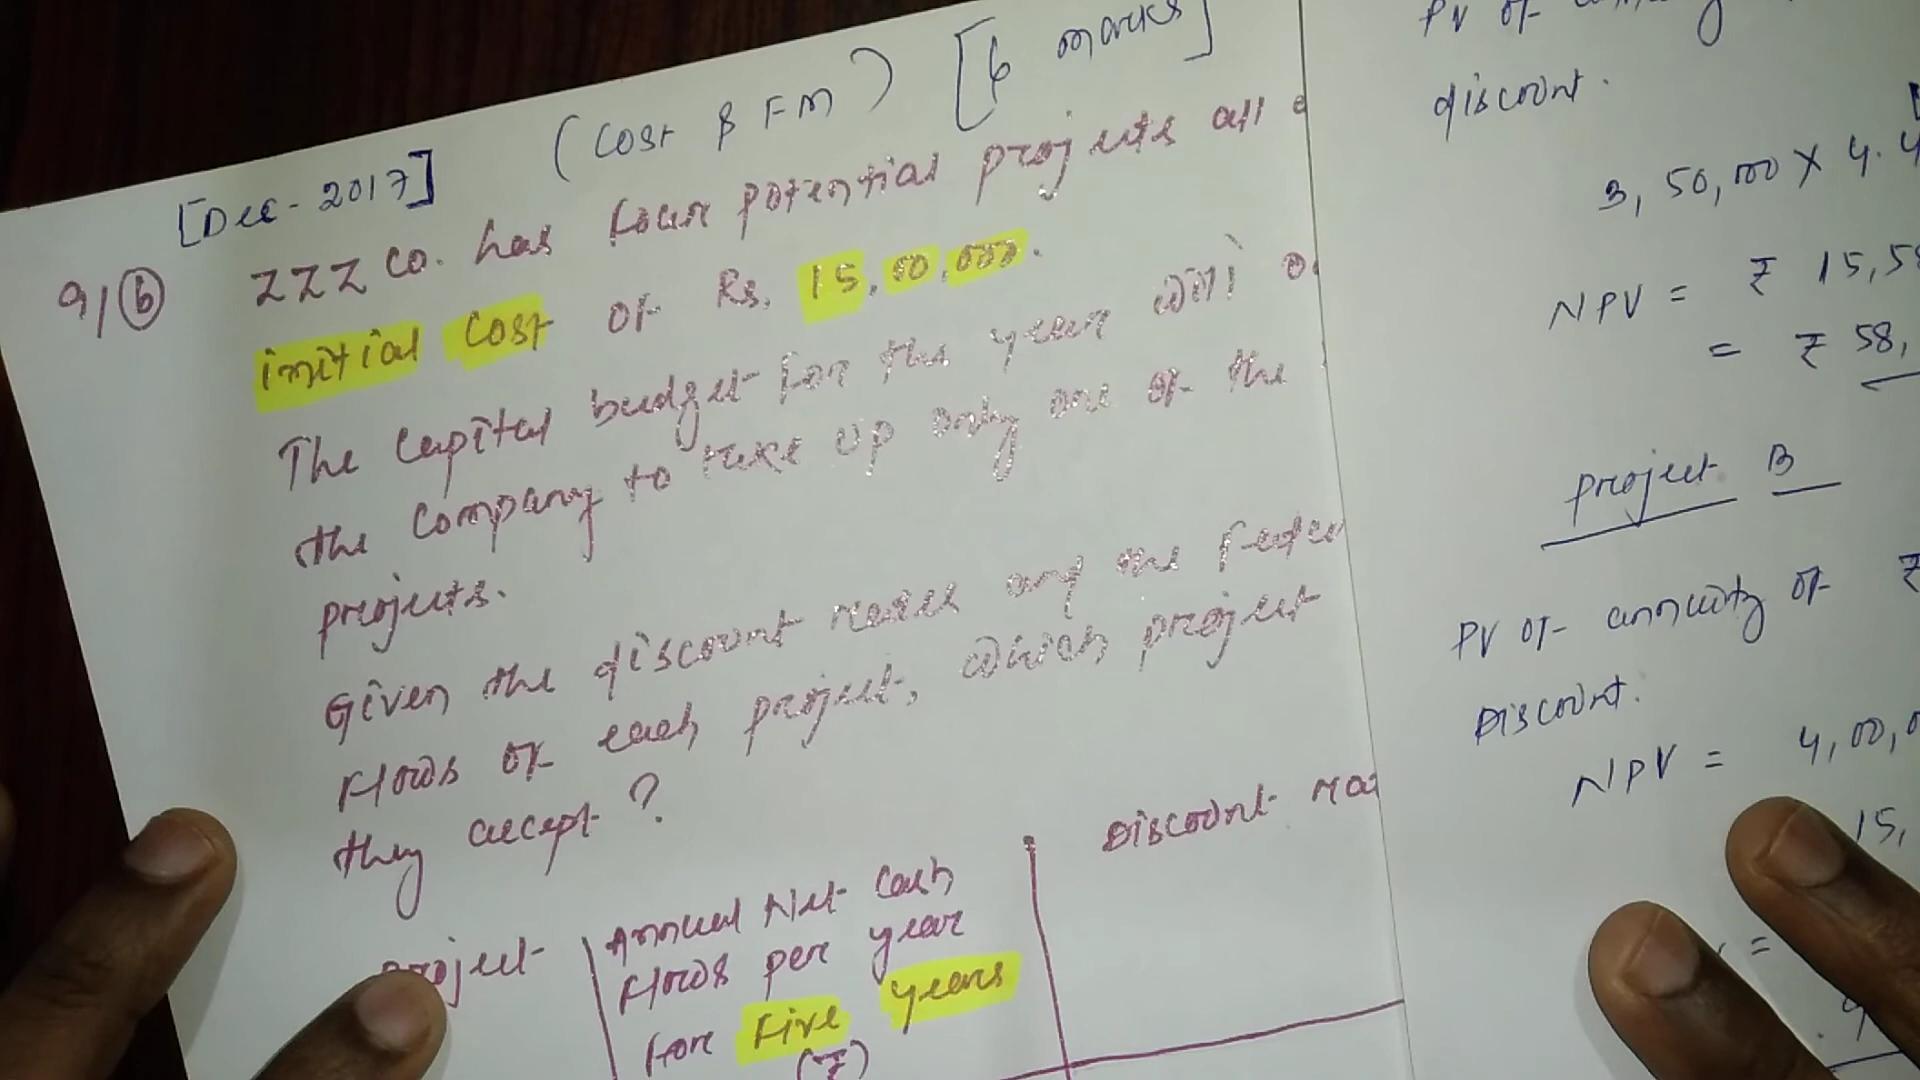 (Cost & FM) [6 marks]
[Dec - 2017]
9/(b) ZZZ Co. has four potential projects all
initial cost of Rs. 15,00,000.
The capital budget for the year will
the company to take up only one of the
projects.
Given the discount rates and the
flows of each project, which project
they accept?
Project
Annual Net Cash
flows per year
for five years
(₹)
Discount
PV of
discount.
3,50,000 X 4.4
NPV = ₹ 15,58
= ₹ 58,
project B
PV of annuity of ₹
Discount.
NPV = 4,00,0
15,
=